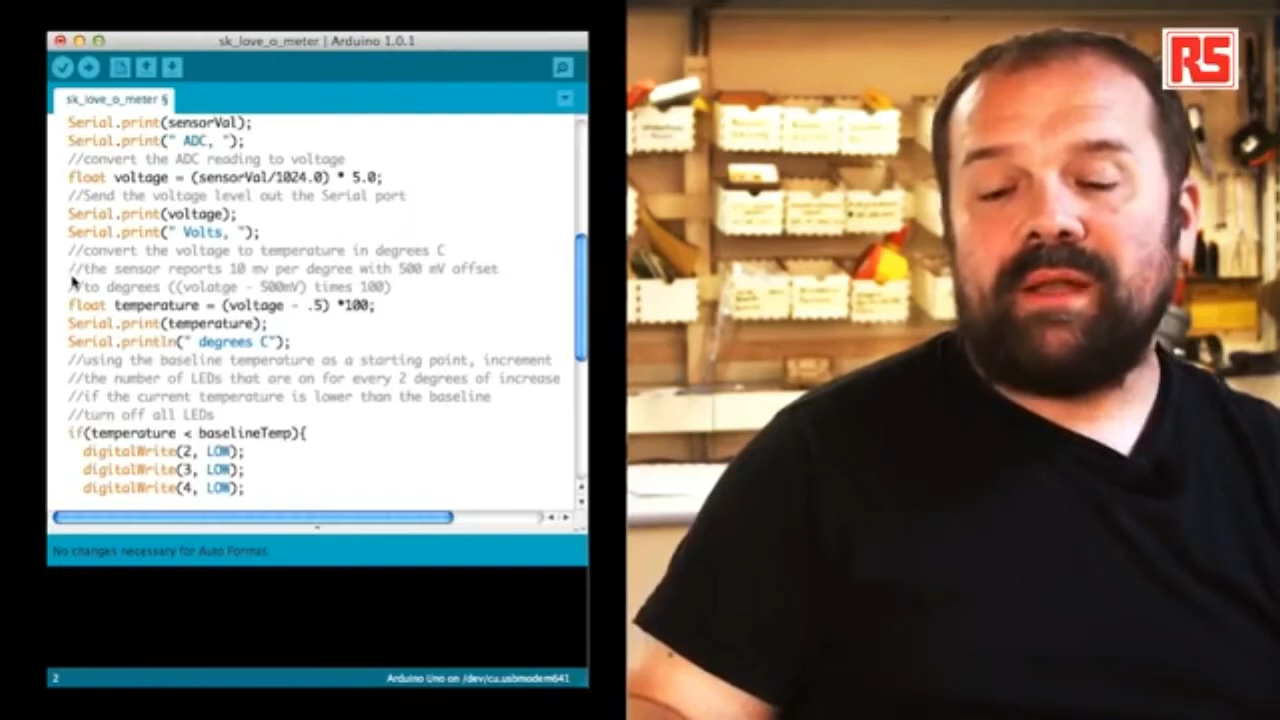 sk_love_o_meter | Arduino 1.0.1
sk_love_o_meter §
Serial.print(sensorVal);
Serial.print(" ADC, ");
//convert the ADC reading to voltage
float voltage = (sensorVal/1024.0) * 5.0;
//Send the voltage level out the Serial port
Serial.print(voltage);
Serial.print(" Volts, ");
//convert the voltage to temperature in degrees C
//the sensor reports 10 mv per degree with 500 mV offset
//to degrees ((volatge - 500mV) times 100)
float temperature = (voltage - .5) *100;
Serial.print(temperature);
Serial.println(" degrees C");
//using the baseline temperature as a starting point, increment
//the number of LEDs that are on for every 2 degrees of increase
//if the current temperature is lower than the baseline
//turn off all LEDs
if(temperature < baselineTemp){
digitalWrite(2, LOW);
digitalWrite(3, LOW);
digitalWrite(4, LOW);
No changes necessary for Auto Format.
2
Arduino Uno on /dev/cu.usbmodem641
RS